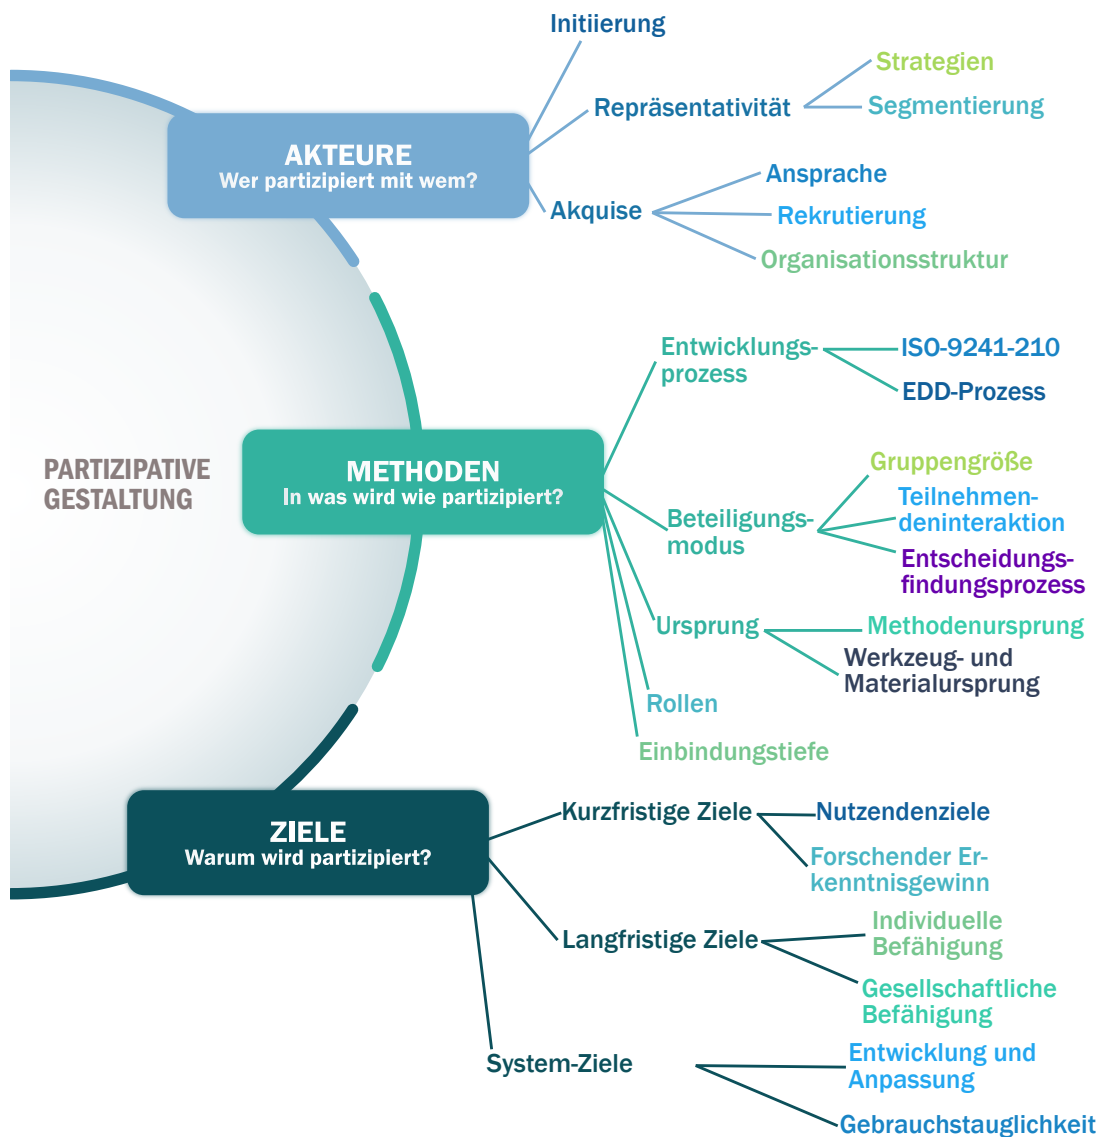 Initiierung
Strategien
Repräsentativität
Segmentierung
AKTEURE
Wer partizipiert mit wem?
Ansprache
Akquise
Rekrutierung
Organisationsstruktur
Entwicklungs-
prozess
ISO-9241-210
EDD-Prozess
PARTIZIPATIVE
GESTALTUNG
METHODEN
In was wird wie partizipiert?
Gruppengröße
Beteiligungs-
modus
Teilnehmen-
deninteraktion
Entscheidungs-
findungsprozess
Ursprung
Methodenursprung
Werkzeug- und
Materialursprung
Rollen
Einbindungstiefe
ZIELE
Warum wird partizipiert?
Kurzfristige Ziele
Nutzendenziele
Forschender Er-
kenntnisgewinn
Langfristige Ziele
Individuelle
Befähigung
Gesellschaftliche
Befähigung
System-Ziele
Entwicklung und
Anpassung
Gebrauchstauglichkeit